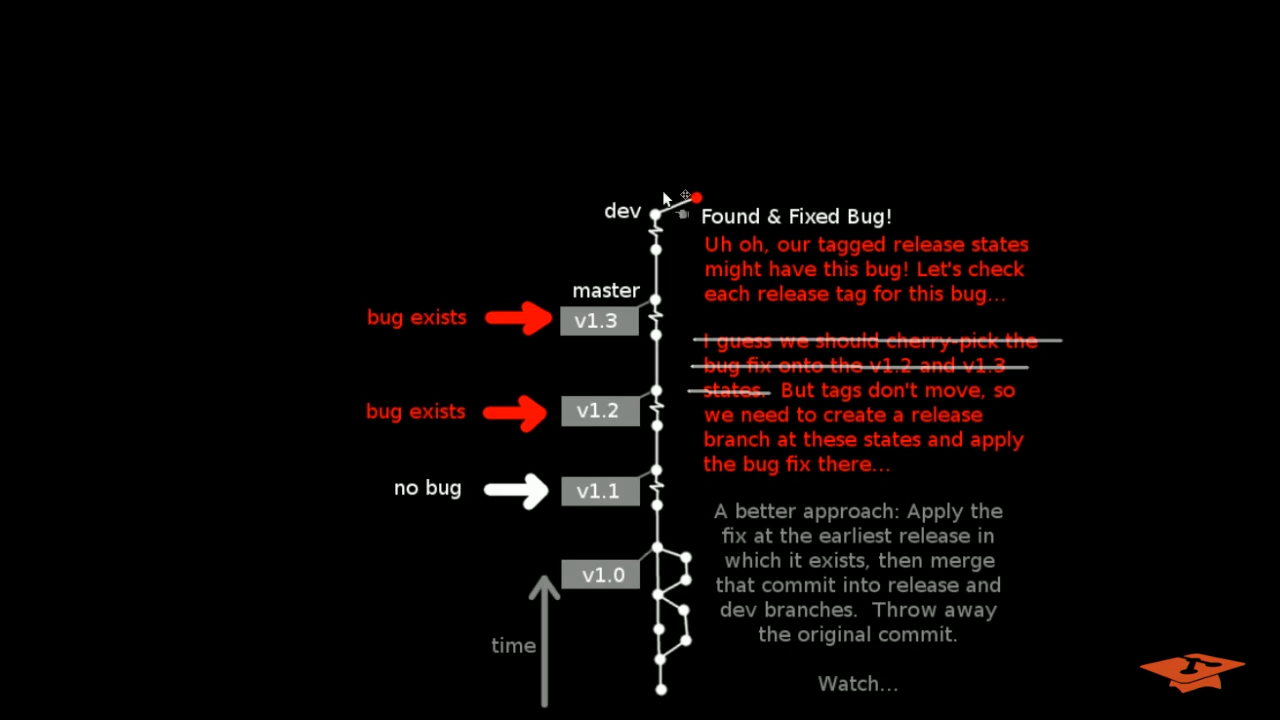 dev
Found & Fixed Bug!
Uh oh, our tagged release states
might have this bug! Let's check
each release tag for this bug...
master
bug exists
v1.3
I guess we should cherry-pick the
bug fix onto the v1.2 and v1.3
states. But tags don't move, so
we need to create a release
branch at these states and apply
the bug fix there...
bug exists
v1.2
no bug
v1.1
A better approach: Apply the
fix at the earliest release in
which it exists, then merge
that commit into release and
dev branches. Throw away
the original commit.
v1.0
time
Watch...